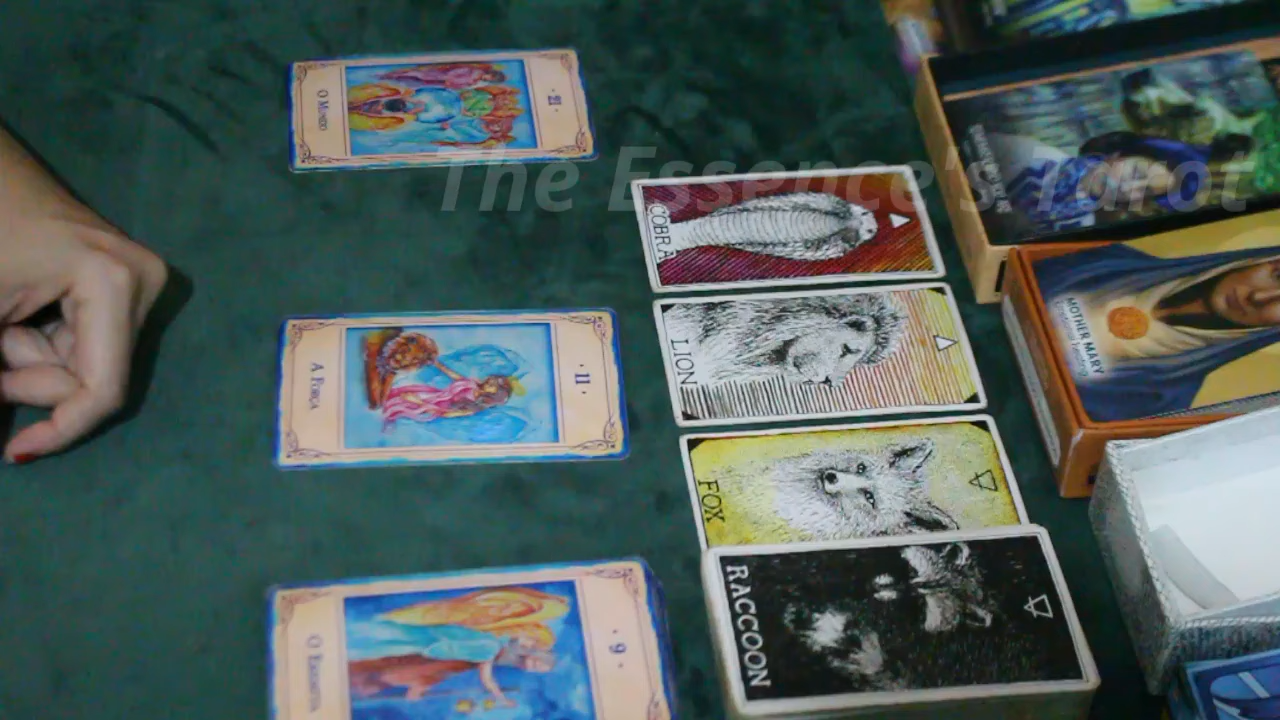 · 21 ·
O Mundo
The Essence's Tarot
COBRA
· 11 ·
A Força
LION
MOTHER MARY
FOX
· 9 ·
O Eremita
RACCOON